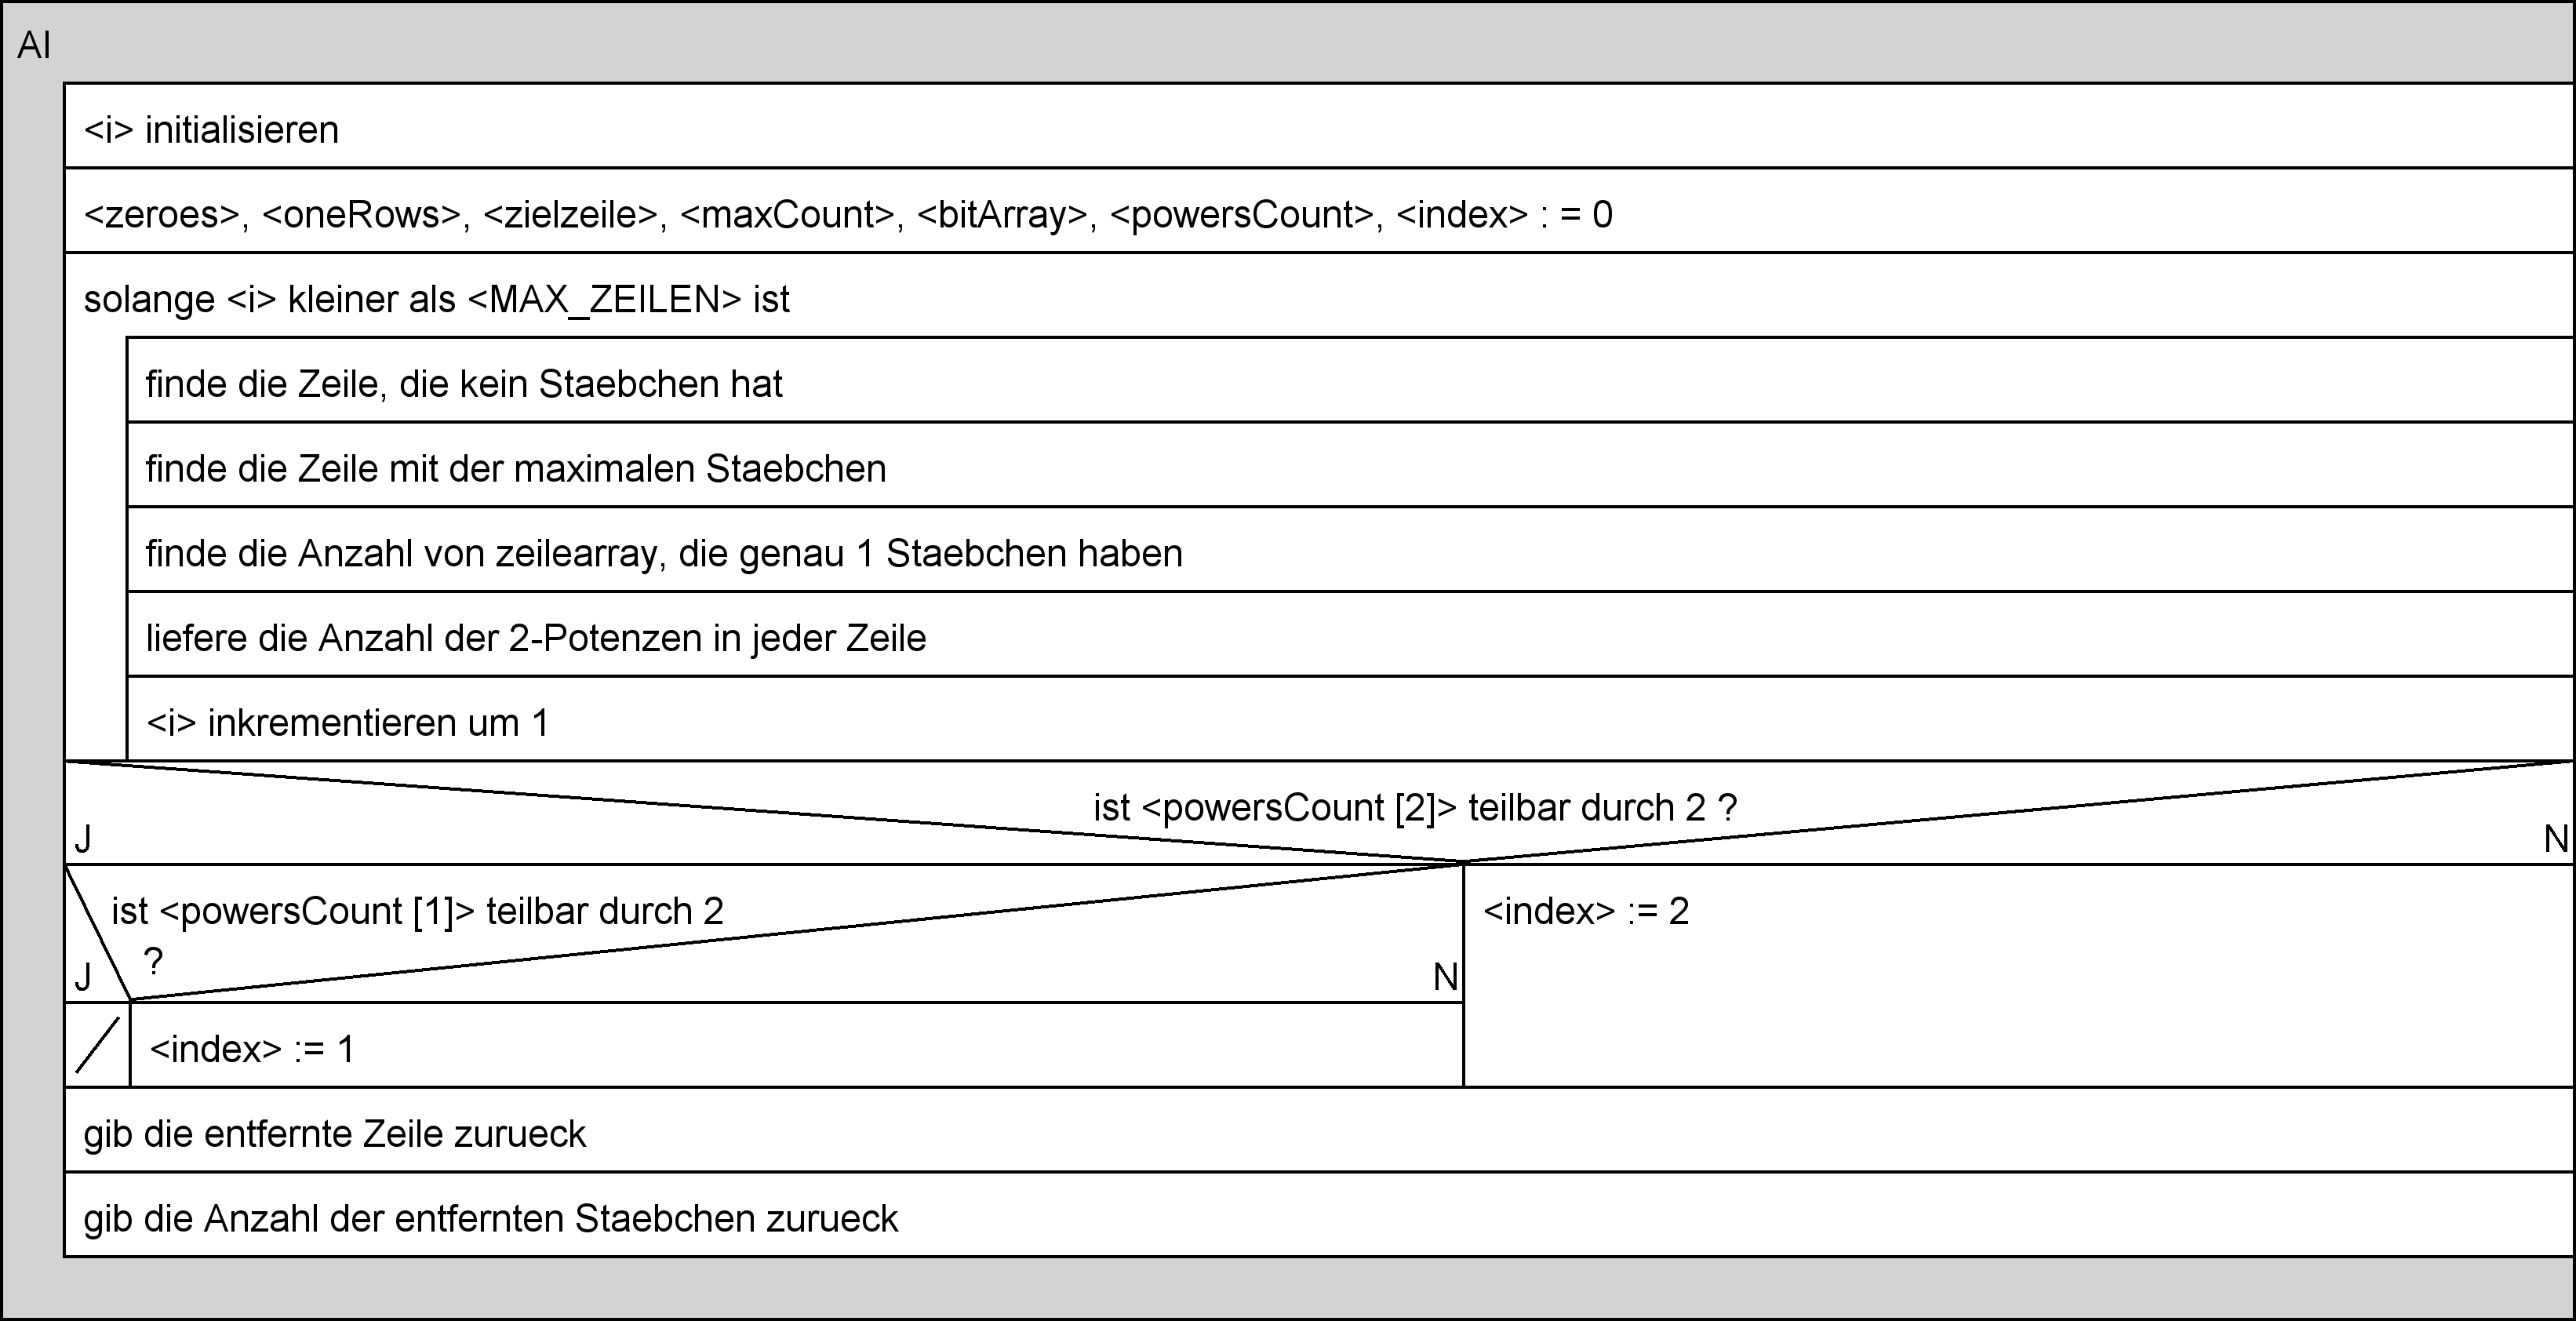 AI
<i> initialisieren
<zeroes>, <oneRows>, <zielzeile>, <maxCount>, <bitArray>, <powersCount>, <index> : = 0
solange <i> kleiner als <MAX_ZEILEN> ist
finde die Zeile, die kein Staebchen hat
finde die Zeile mit der maximalen Staebchen
finde die Anzahl von zeilearray, die genau 1 Staebchen haben
liefere die Anzahl der 2-Potenzen in jeder Zeile
<i> inkrementieren um 1
ist <powersCount [2]> teilbar durch 2 ?
J
N
ist <powersCount [1]> teilbar durch 2
?
J
N
<index> := 2
<index> := 1
gib die entfernte Zeile zurueck
gib die Anzahl der entfernten Staebchen zurueck